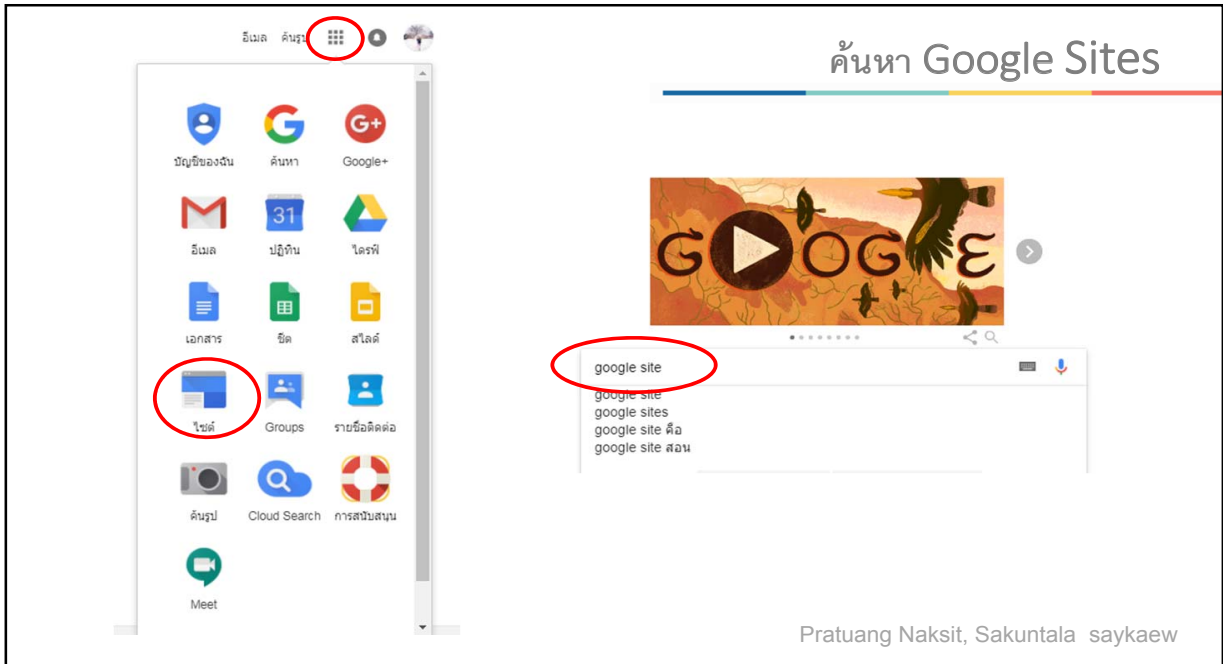 ค้นหา Google Sites
อีเมล ค้นรูป
บัญชีของฉัน ค้นหา Google+
อีเมล ปฏิทิน ไดรฟ์
เอกสาร ชีต สไลด์
ไซต์ Groups รายชื่อติดต่อ
ค้นรูป Cloud Search การสนับสนุน
Meet
G+
31
GOOGLE
google site
google site
google sites
google site คือ
google site สอน
Pratuang Naksit, Sakuntala saykaew